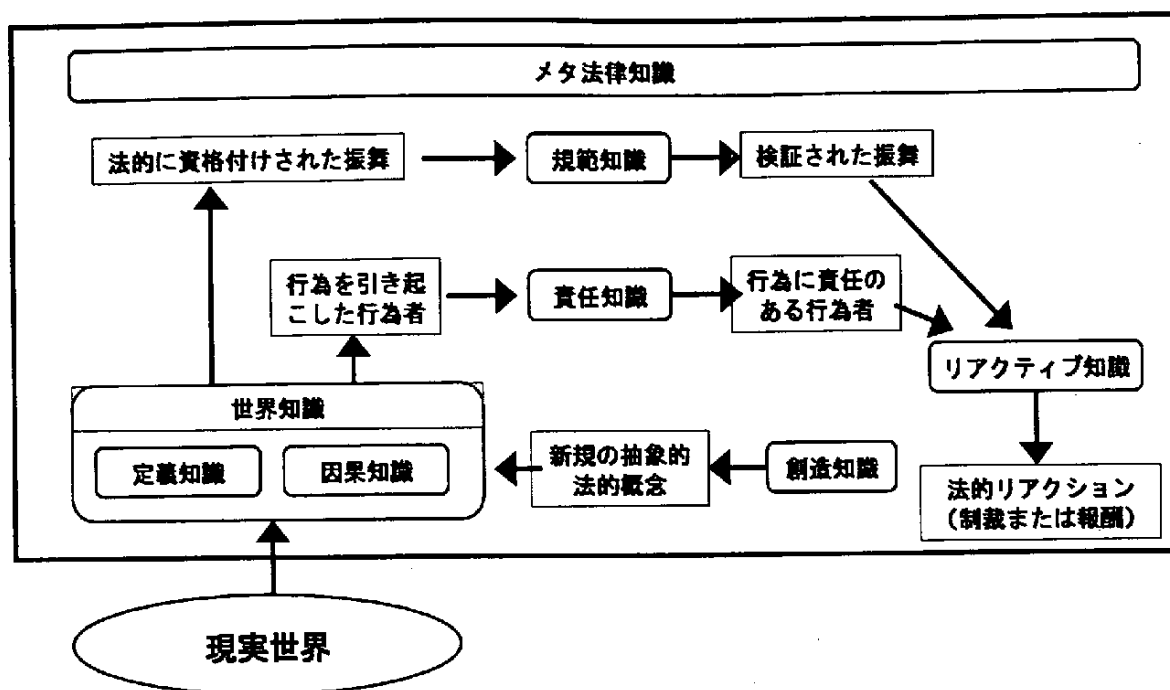 メタ法律知識
法的に資格付けされた振舞
規範知識
検証された振舞
行為を引き起
こした行為者
責任知識
行為に責任の
ある行為者
リアクティブ知識
世界知識
定義知識
因果知識
新規の抽象的
法的概念
創造知識
法的リアクション
(制裁または報酬)
現実世界